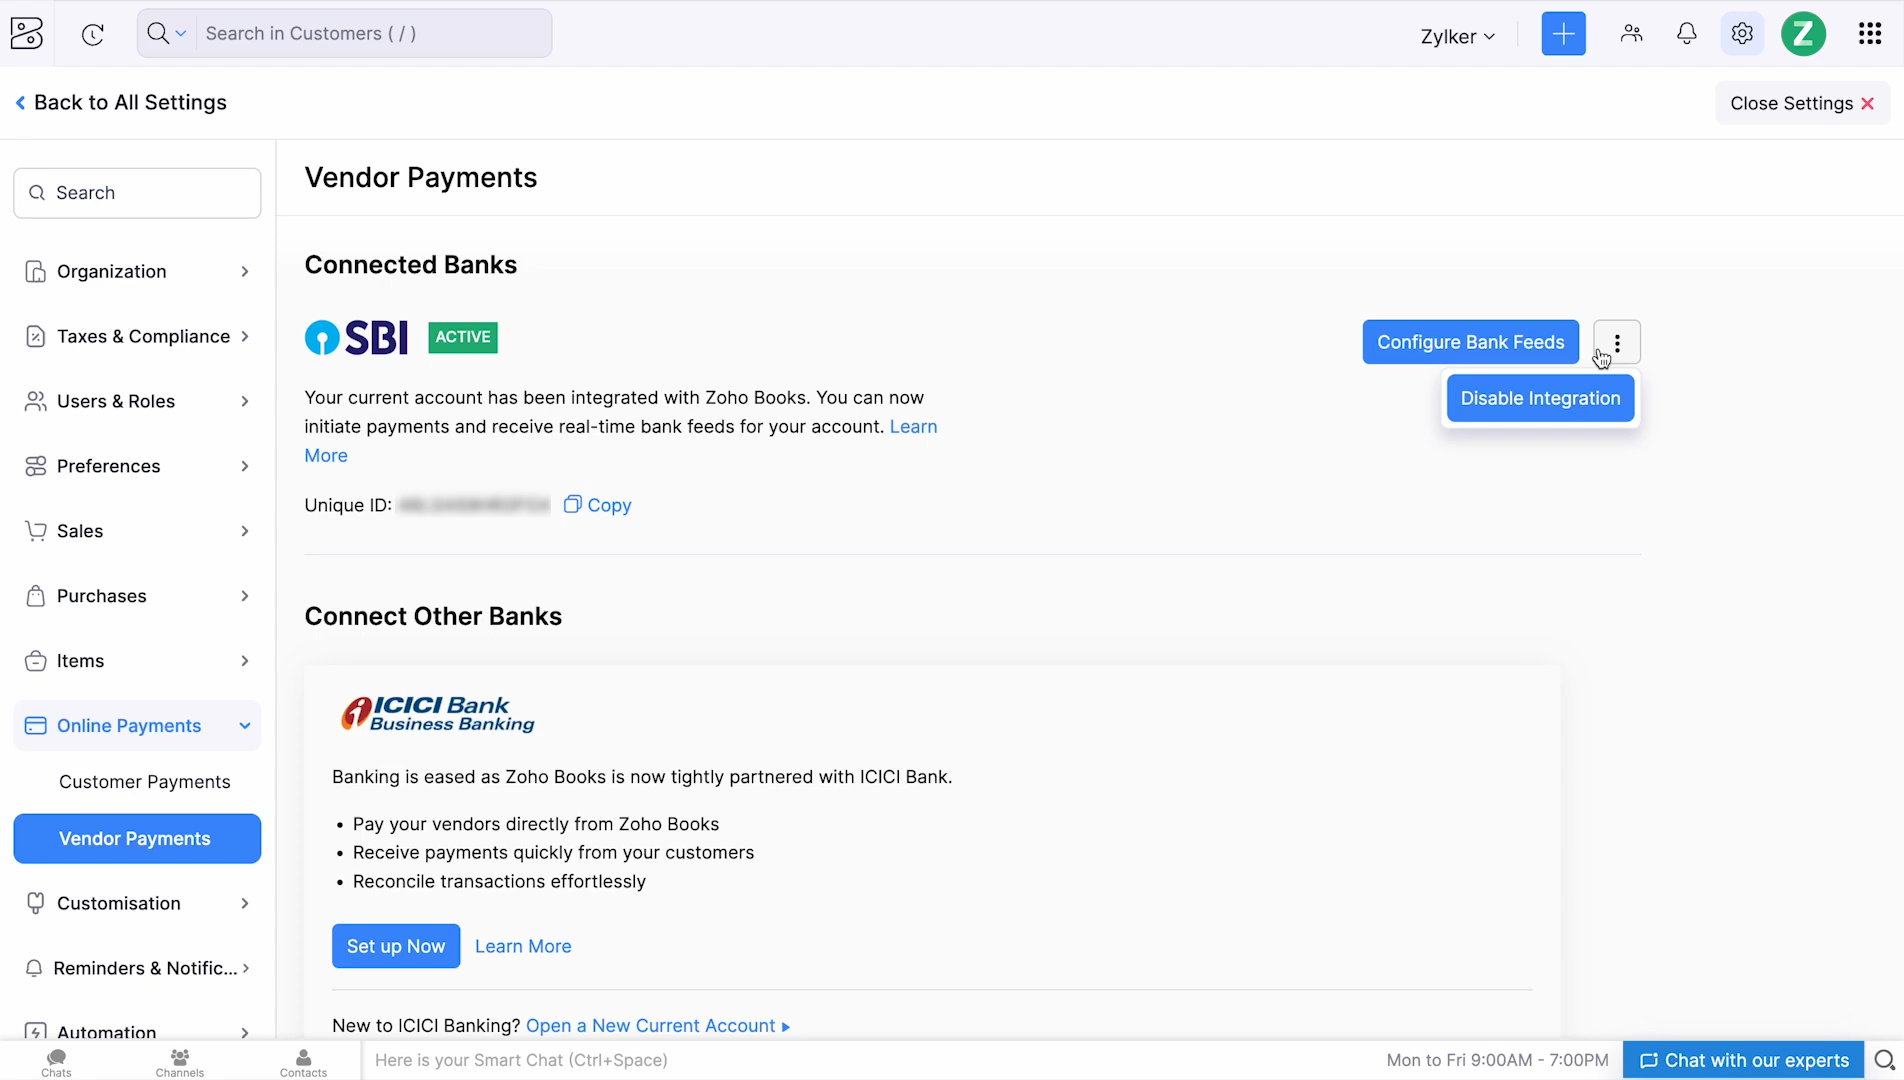 Search in Customers ( / )
Zylker
Z
Back to All Settings
Close Settings
Search
Vendor Payments
Connected Banks
Organization
SBI
ACTIVE
Configure Bank Feeds
Taxes & Compliance
Disable Integration
Users & Roles
Your current account has been integrated with Zoho Books. You can now
initiate payments and receive real-time bank feeds for your account. Learn
More
Preferences
Unique ID:
Copy
Sales
Purchases
Connect Other Banks
Items
ICICI Bank
Business Banking
Online Payments
Customer Payments
Banking is eased as Zoho Books is now tightly partnered with ICICI Bank.
• Pay your vendors directly from Zoho Books
Vendor Payments
• Receive payments quickly from your customers
• Reconcile transactions effortlessly
Customisation
Set up Now
Learn More
Reminders & Notific...
New to ICICI Banking? Open a New Current Account
Automation
Chats
Channels
Contacts
Here is your Smart Chat (Ctrl+Space)
Mon to Fri 9:00AM - 7:00PM
Chat with our experts